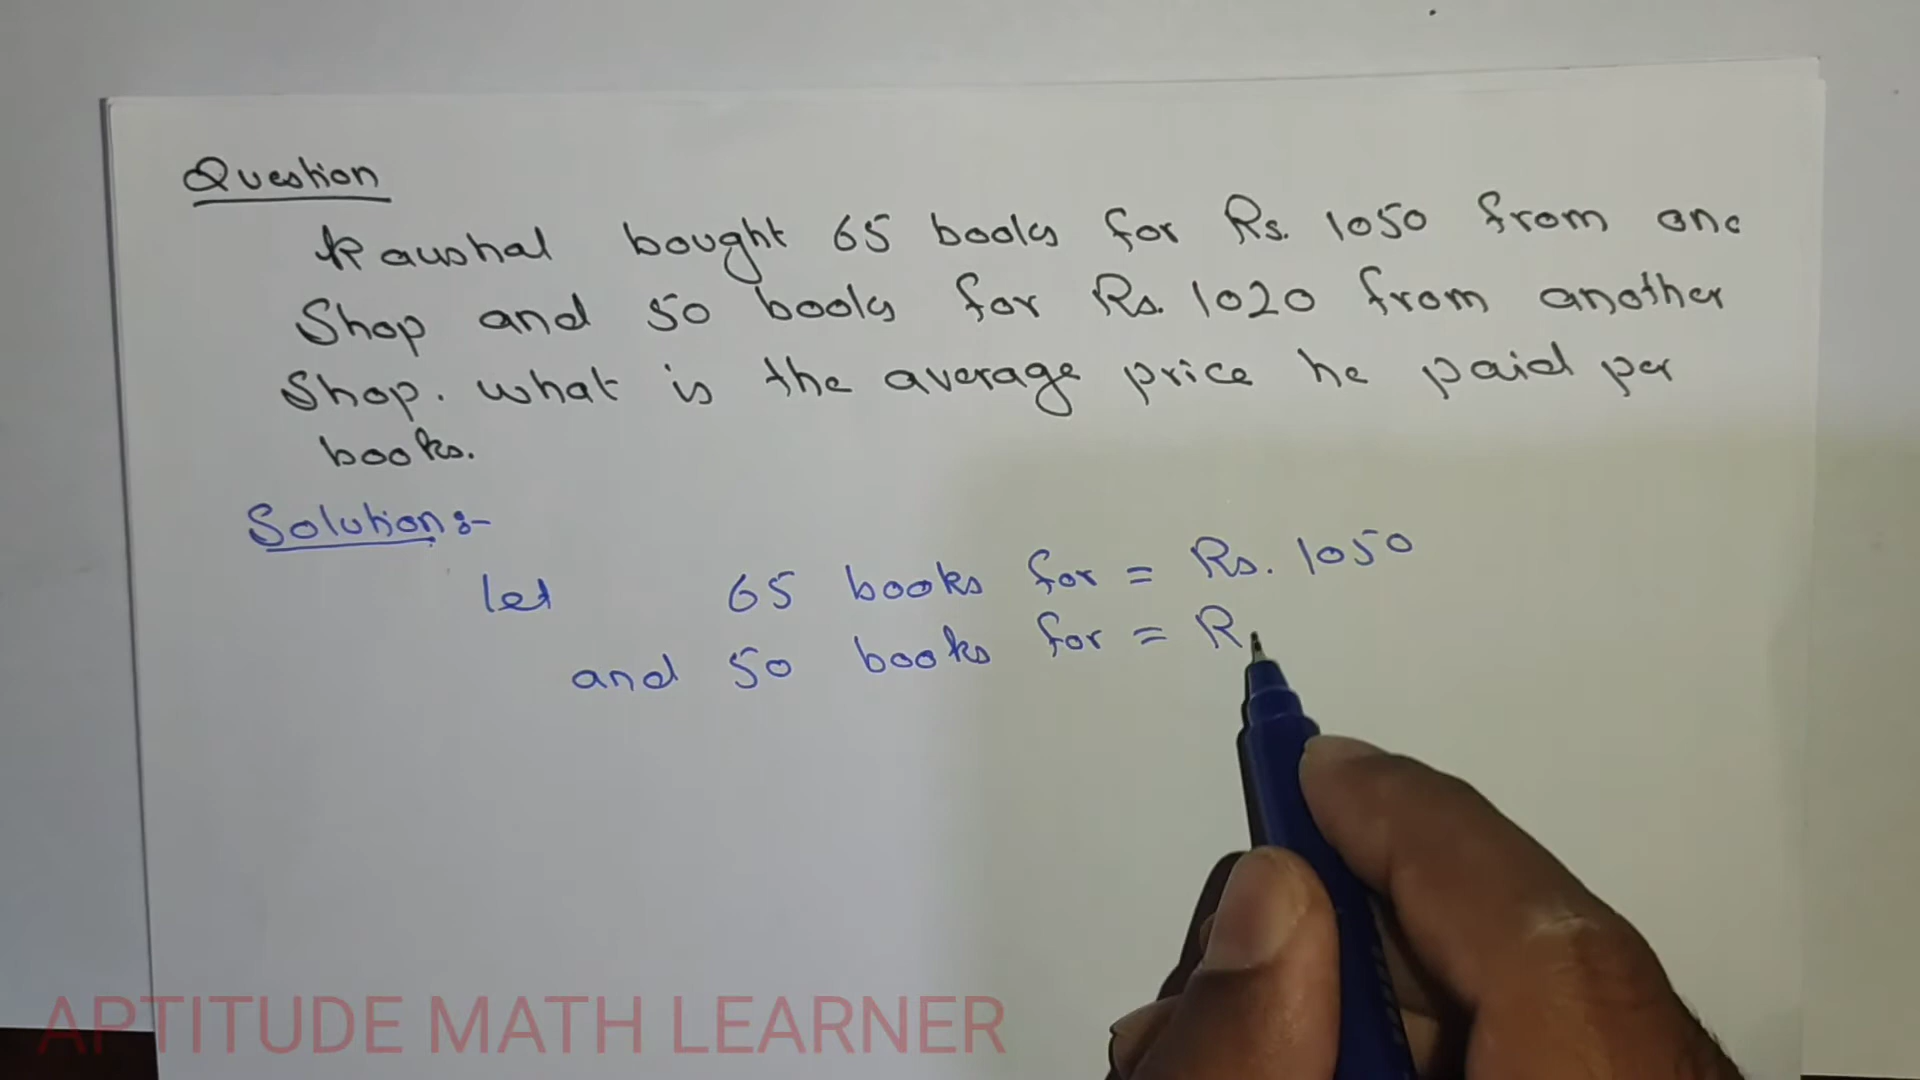 Question
Kaushal bought 65 books for Rs. 1050 from one
Shop and 50 books for Rs. 1020 from another
Shop. what is the average price he paid per
books.
Solution:-
let 65 books for = Rs. 1050
and 50 books for = R
APTITUDE MATH LEARNER